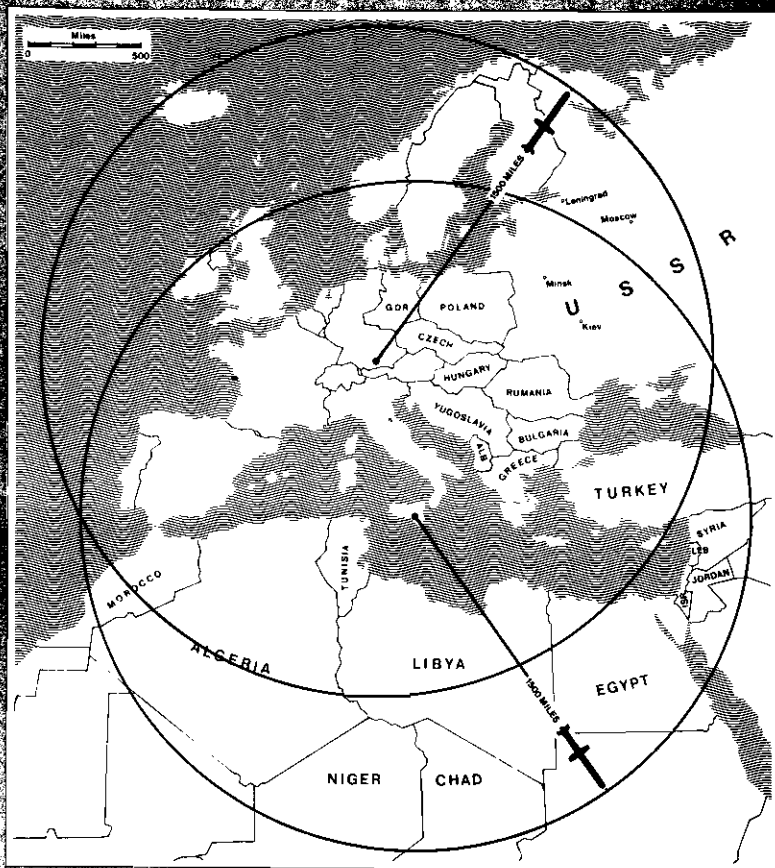 Miles
0 500
1500 MILES
Leningrad
Moscow
U S S R
Minsk
Kiev
GDR
POLAND
CZECH
HUNGARY
RUMANIA
YUGOSLAVIA
BULGARIA
ALB
GREECE
TURKEY
SYRIA
LEB
JORDAN
ISR
TUNISIA
MOROCCO
ALGERIA
LIBYA
EGYPT
1500 MILES
NIGER
CHAD